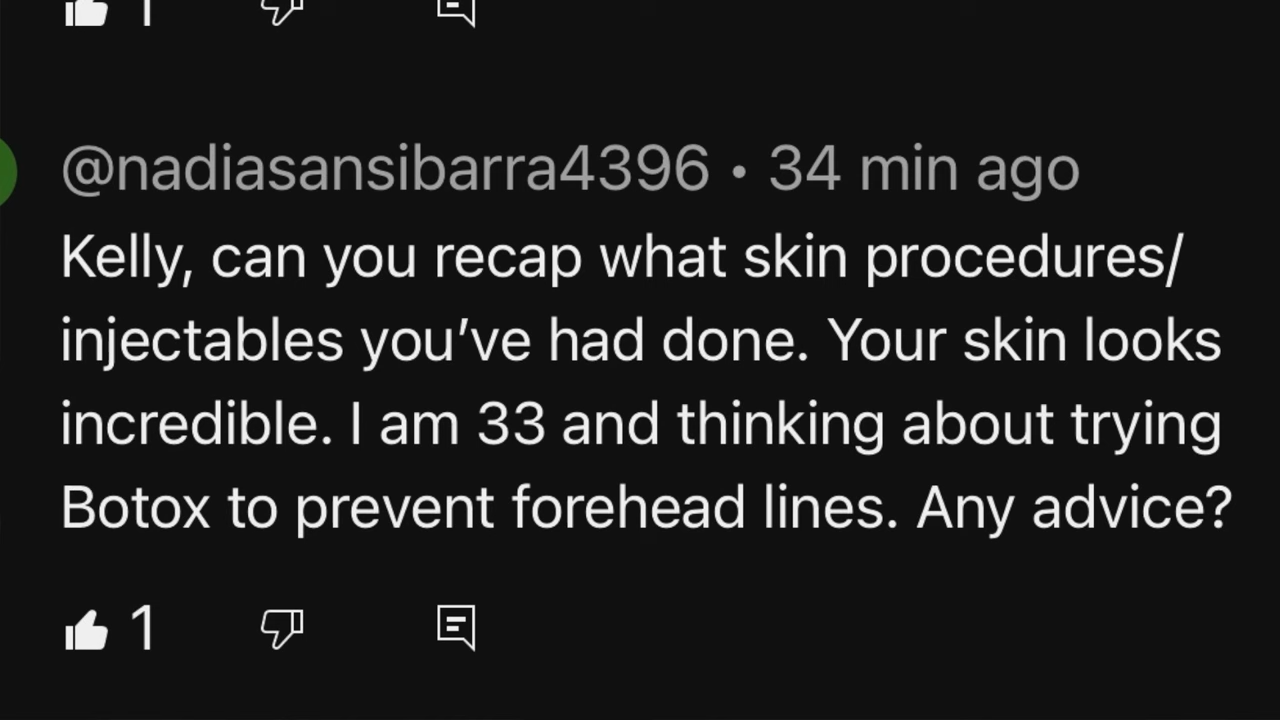 1
@nadiasansibarra4396 • 34 min ago
Kelly, can you recap what skin procedures/
injectables you’ve had done. Your skin looks
incredible. I am 33 and thinking about trying
Botox to prevent forehead lines. Any advice?
1